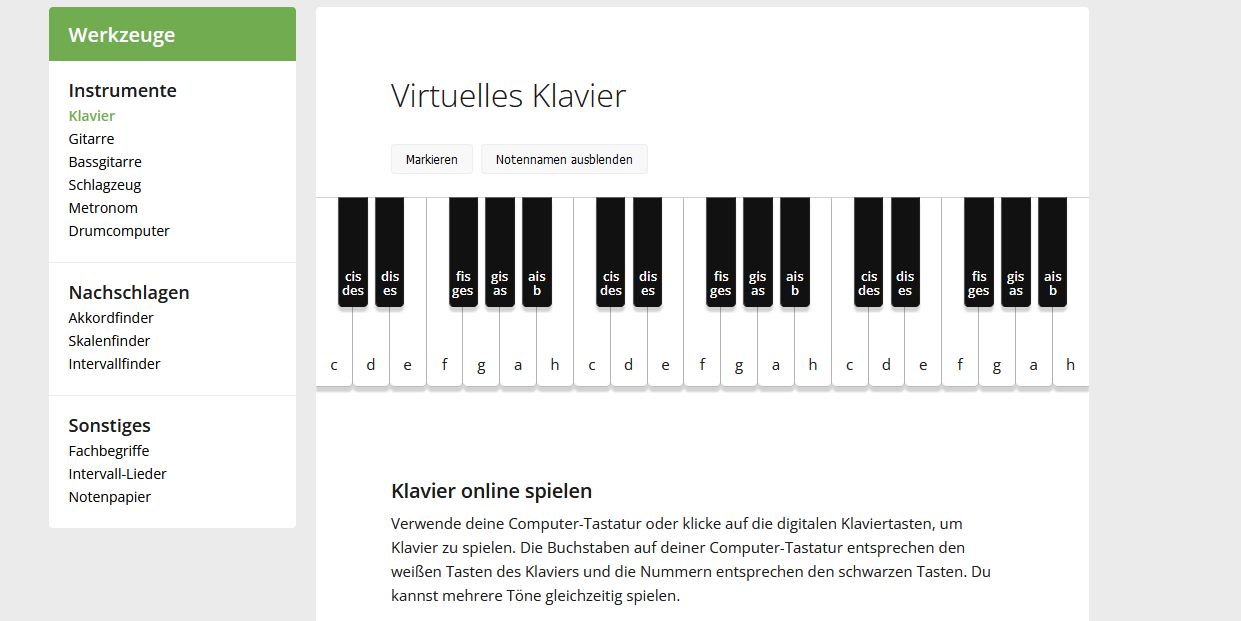 Werkzeuge
Instrumente
Klavier
Gitarre
Bassgitarre
Schlagzeug
Metronom
Drumcomputer
Nachschlagen
Akkordfinder
Skalenfinder
Intervallfinder
Sonstiges
Fachbegriffe
Intervall-Lieder
Notenpapier
Virtuelles Klavier
Markieren Notennamen ausblenden
cis dis fis gis ais cis dis fis gis ais cis dis fis gis ais
des es ges as b des es ges as b des es ges as b
c d e f g a h c d e f g a h c d e f g a h
Klavier online spielen
Verwende deine Computer-Tastatur oder klicke auf die digitalen Klaviertasten, um
Klavier zu spielen. Die Buchstaben auf deiner Computer-Tastatur entsprechen den
weißen Tasten des Klaviers und die Nummern entsprechen den schwarzen Tasten. Du
kannst mehrere Töne gleichzeitig spielen.